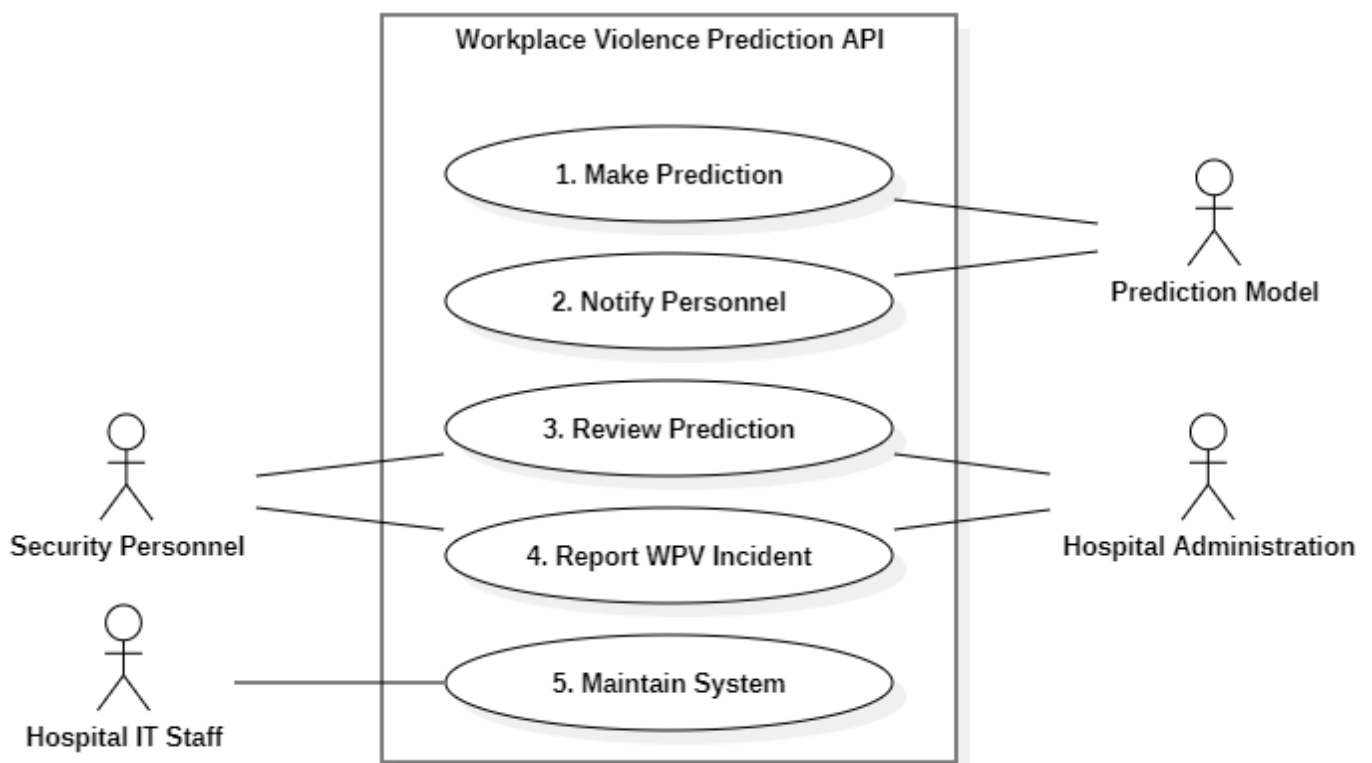 Workplace Violence Prediction API
1. Make Prediction
Prediction Model
2. Notify Personnel
3. Review Prediction
Security Personnel
Hospital Administration
4. Report WPV Incident
5. Maintain System
Hospital IT Staff